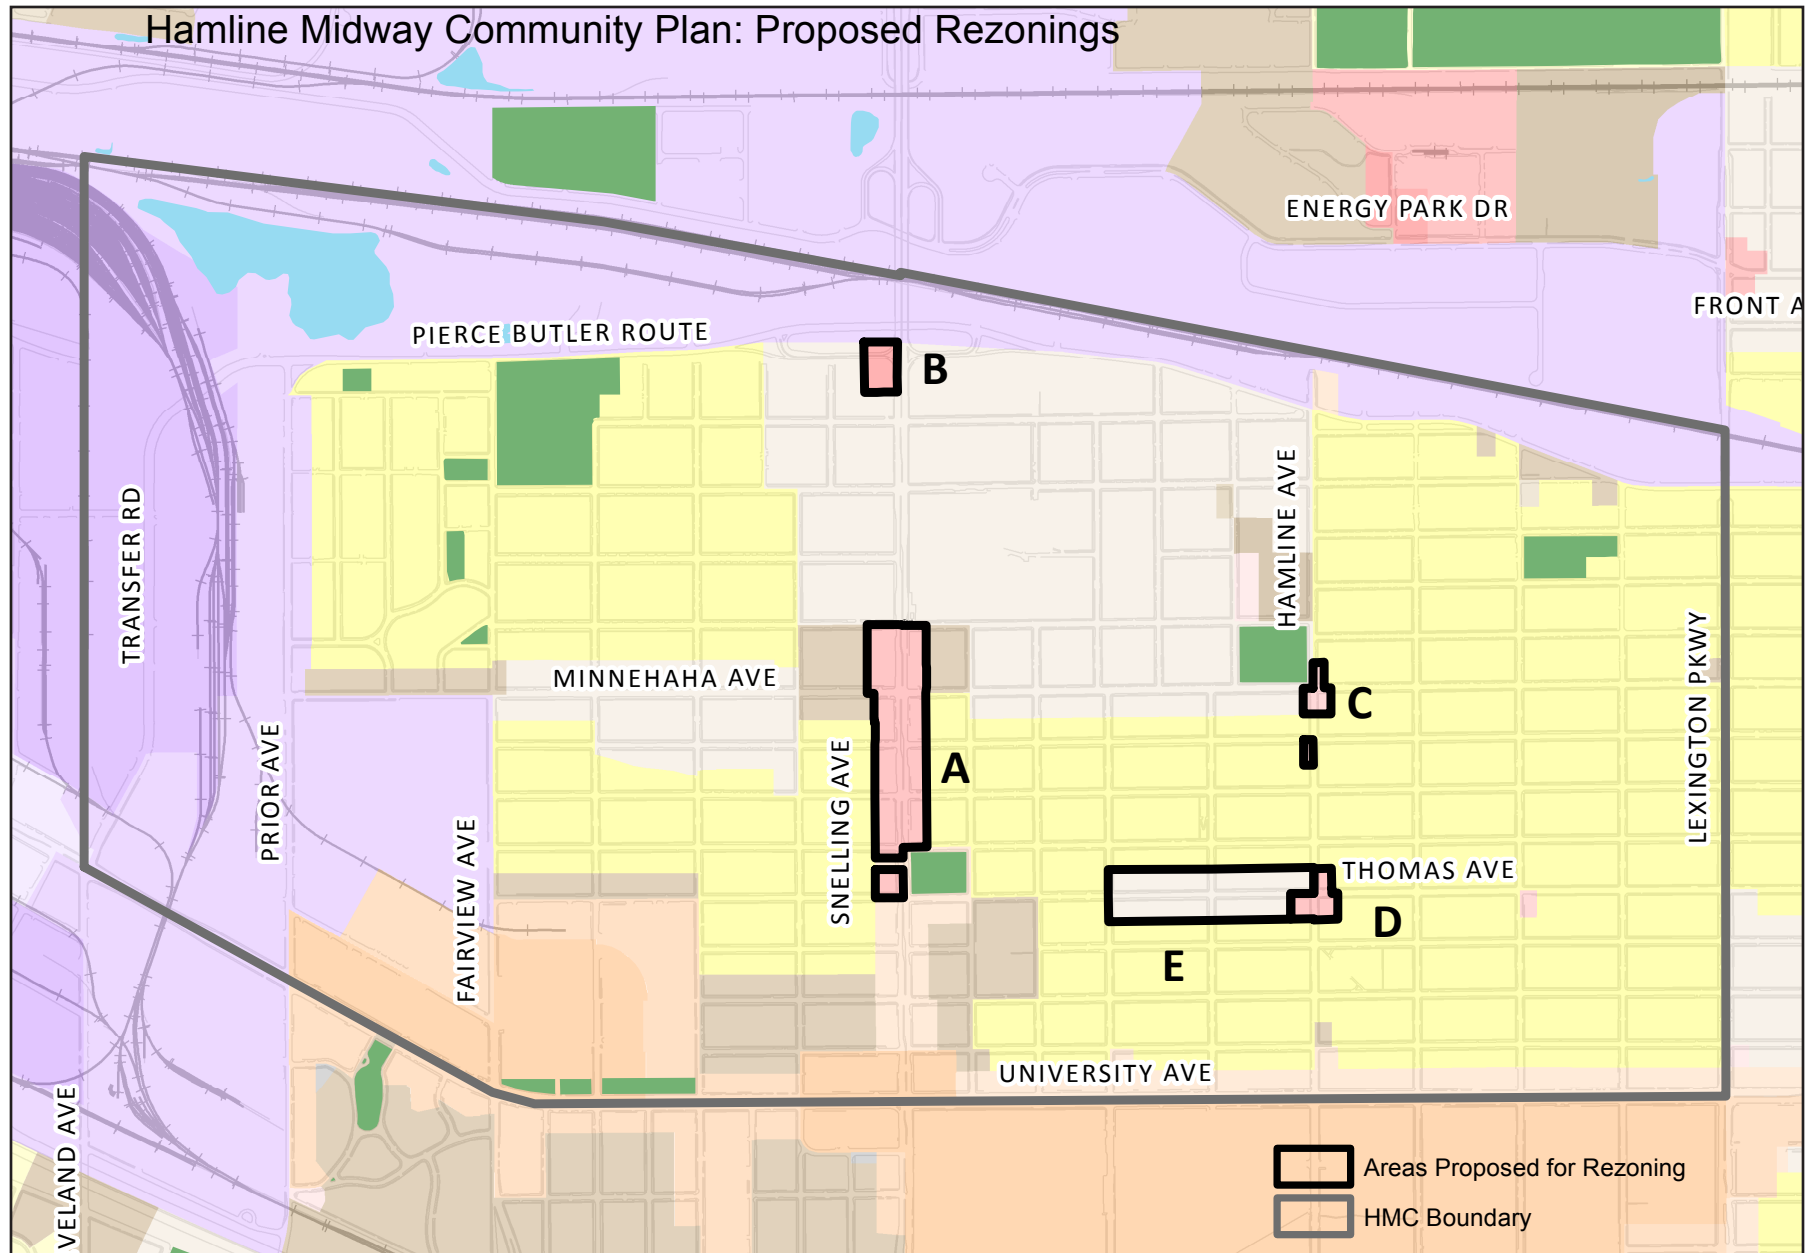 Hamline Midway Community Plan: Proposed Rezonings
ENERGY PARK DR
FRONT A
PIERCE BUTLER ROUTE
B
HAMLINE AVE
TRANSFER RD
MINNEHAHA AVE
C
LEXINGTON PKWY
PRIOR AVE
SNELLING AVE
A
FAIRVIEW AVE
THOMAS AVE
D
E
UNIVERSITY AVE
VELAND AVE
Areas Proposed for Rezoning
HMC Boundary